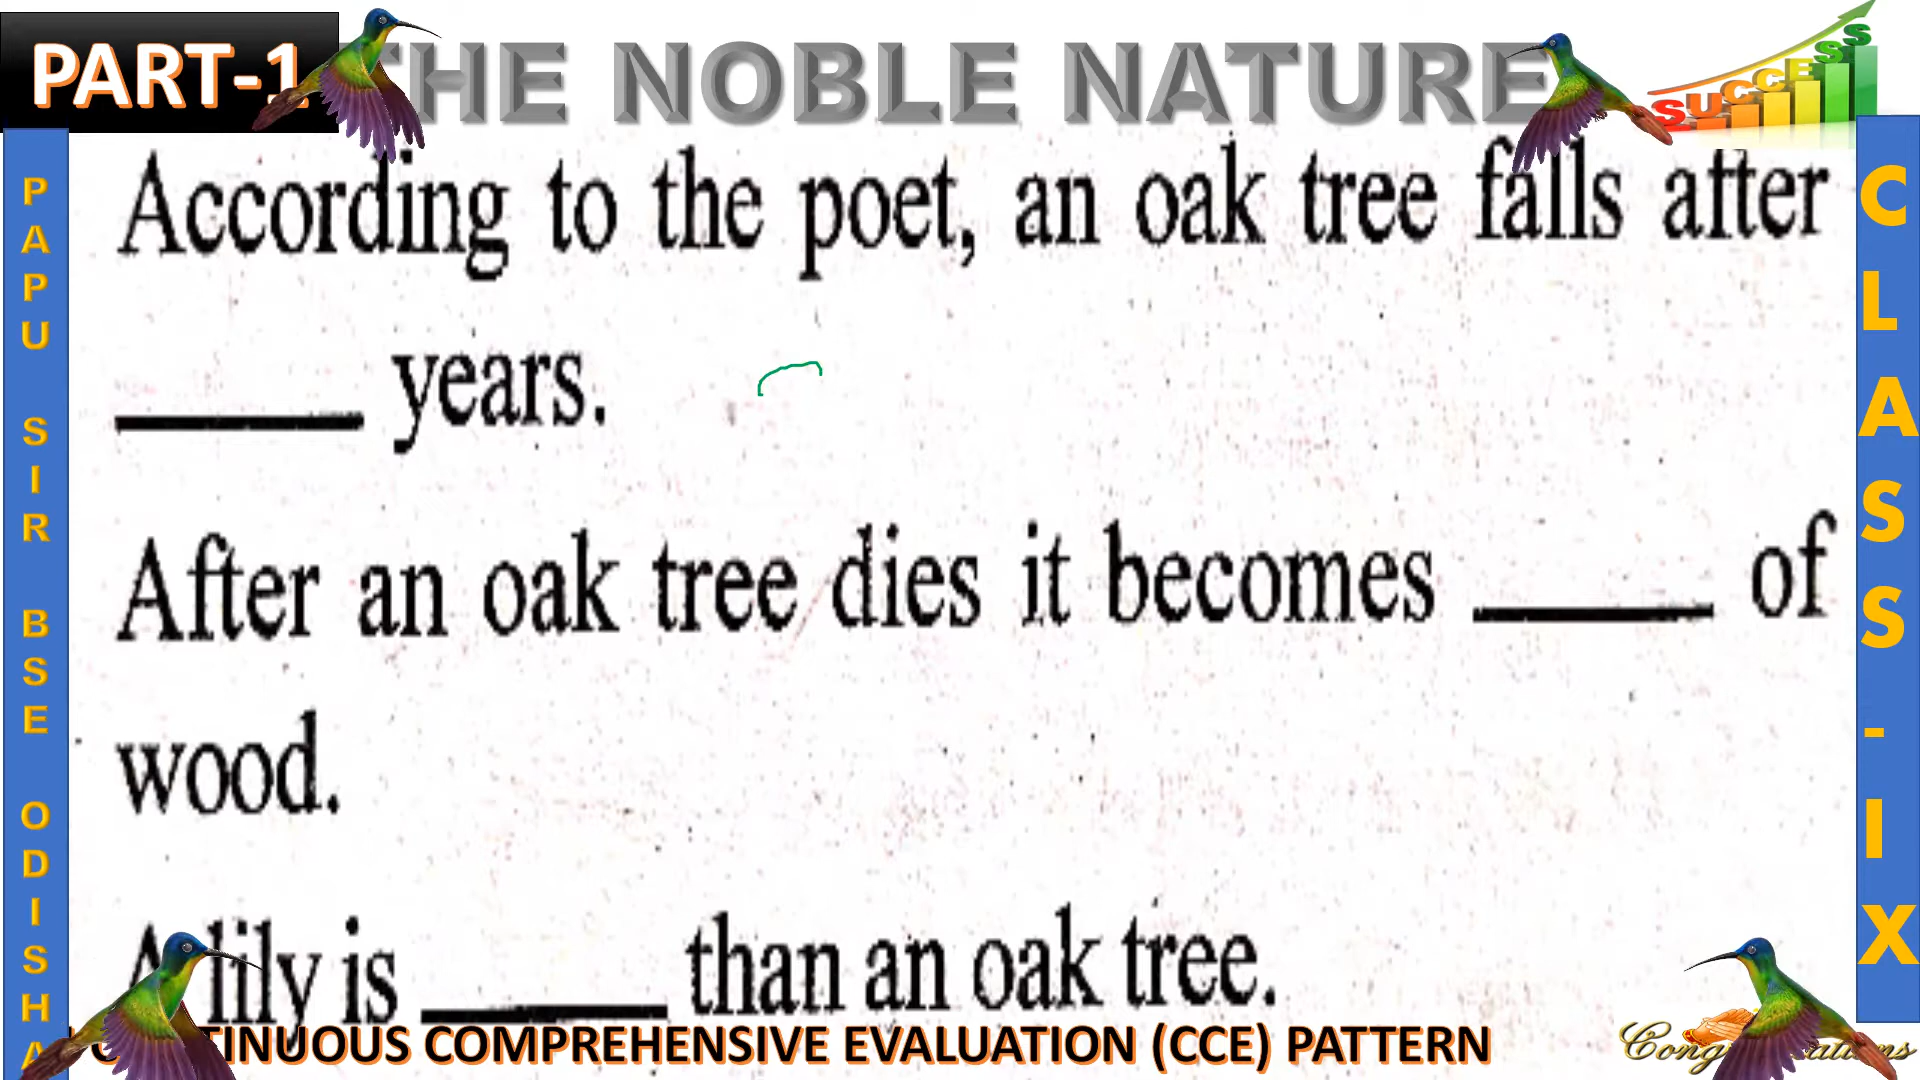 PART-1
THE NOBLE NATURE
SUCCESS
According to the poet, an oak tree falls after
_____ years.
After an oak tree dies it becomes _____ of
wood.
A lily is _____ than an oak tree.
CONTINUOUS COMPREHENSIVE EVALUATION (CCE) PATTERN
PAPU SIR BSE ODISHA
CLASS-IX